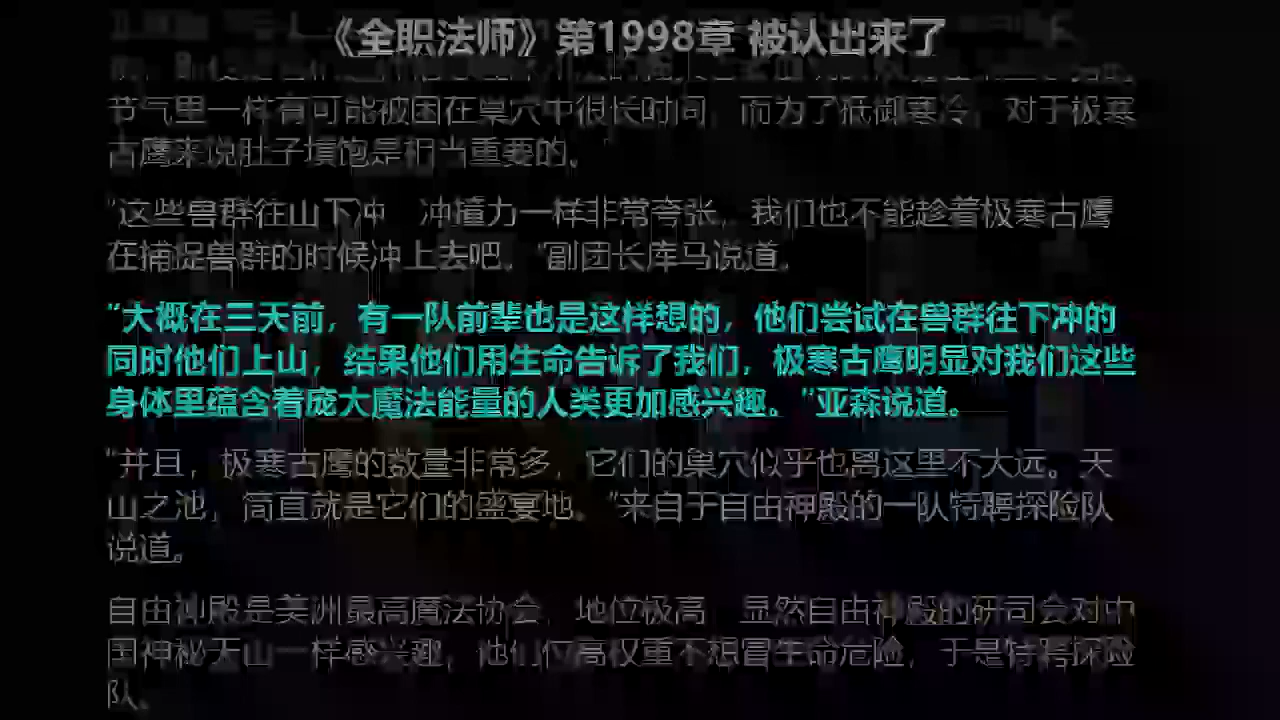 《全职法师》第1998章 被认出来了
节气里一样有可能被困在巢穴中很长时间，而为了抵御寒冷，对于极寒
古鹰来说肚子填饱是相当重要的。”
“这些兽群往山下冲，冲撞力一样非常夸张，我们也不能趁着极寒古鹰
在捕捉兽群的时候冲上去吧。”副团长库马说道。
“大概在三天前，有一队前辈也是这样想的，他们尝试在兽群往下冲的
同时他们上山，结果他们用生命告诉了我们，极寒古鹰明显对我们这些
身体里蕴含着庞大魔法能量的人类更加感兴趣。”亚森说道。
“并且，极寒古鹰的数量非常多，它们的巢穴似乎也离这里不大远。天
山之池，简直就是它们的盛宴地。”来自于自由神殿的一队特聘探险队
说道。
自由神殿是美洲最高魔法协会，地位极高，显然自由神殿的研司会对中
国神秘天山一样感兴趣，他们位高权重不想冒生命危险，于是特聘探险
队。